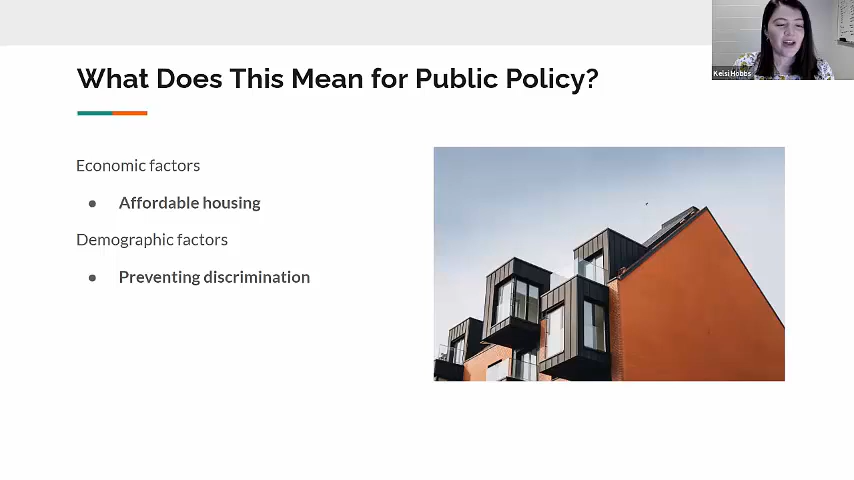 Kelsi Hobbs
What Does This Mean for Public Policy?
Economic factors
● Affordable housing
Demographic factors
● Preventing discrimination